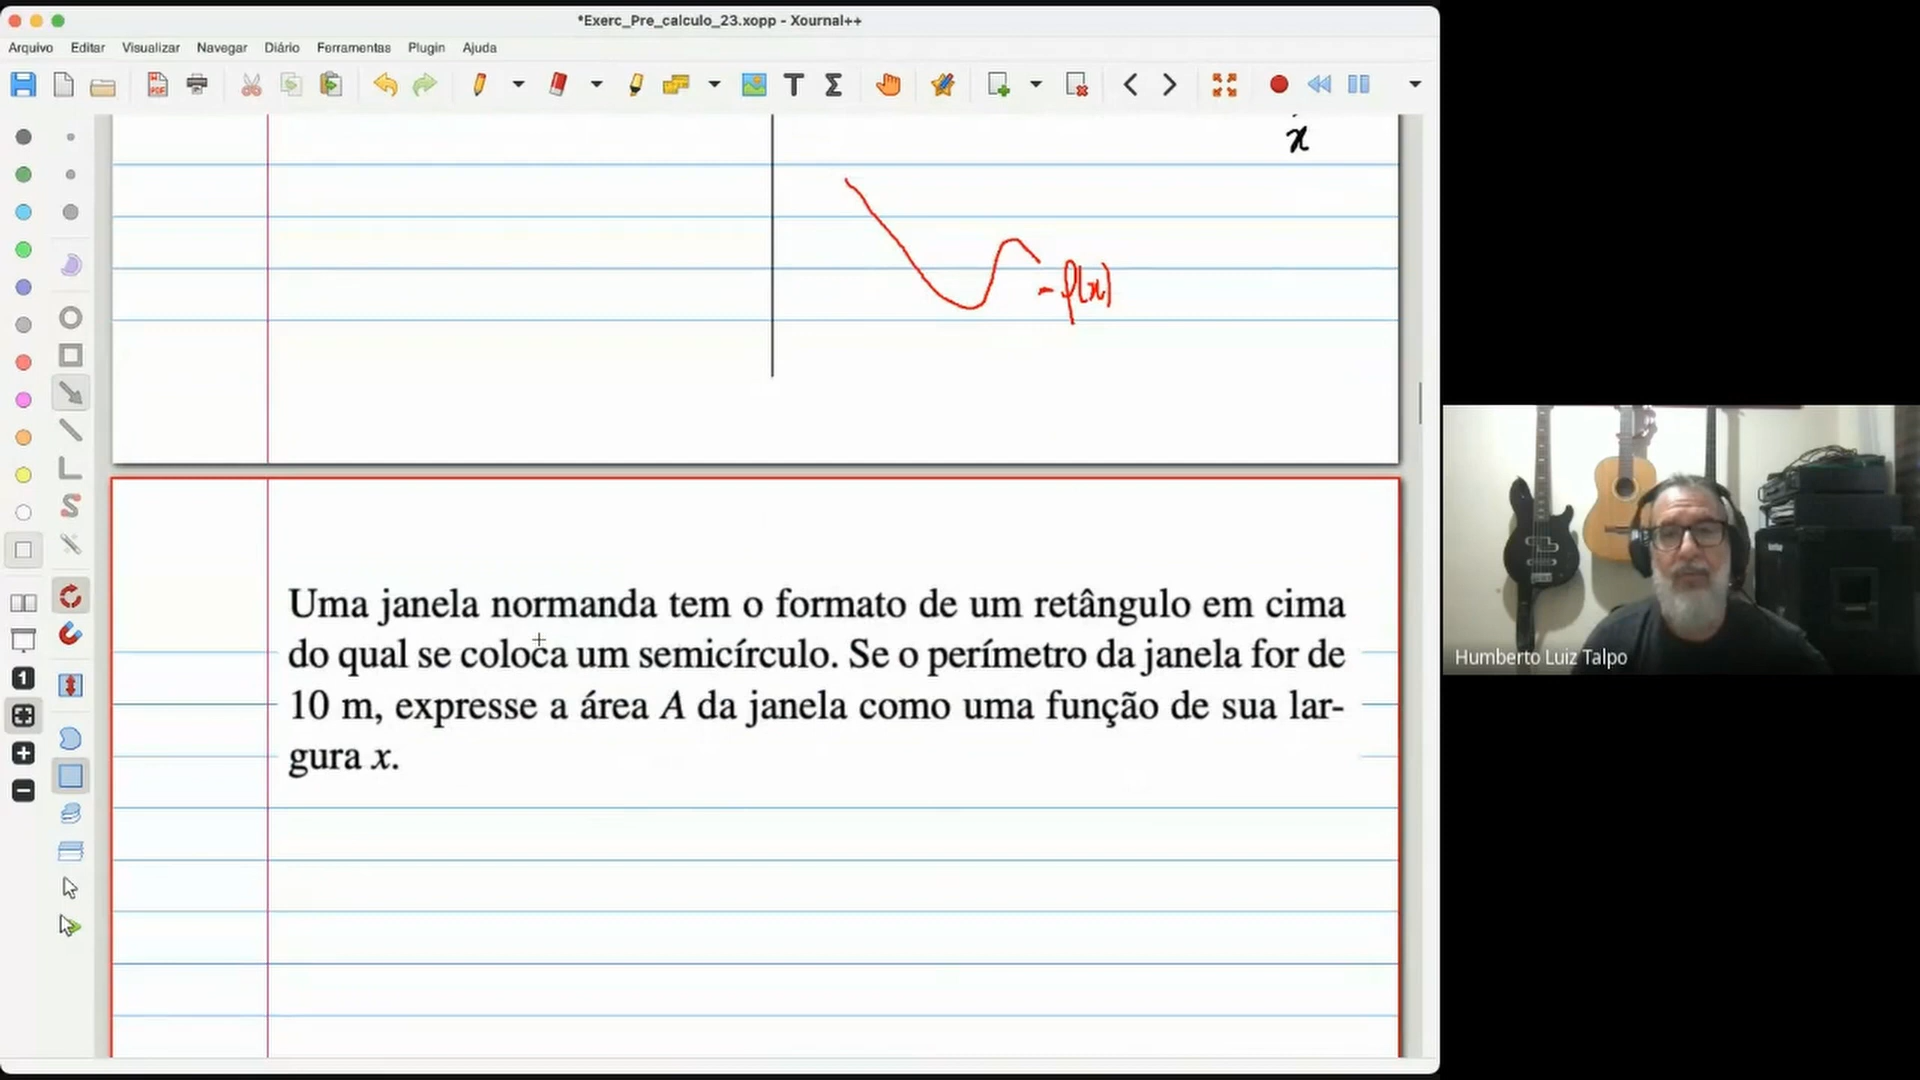 *Exerc_Pre_calculo_23.xopp - Xournal++
Arquivo Editar Visualizar Navegar Diário Ferramentas Plugin Ajuda
x
-f(x)
Uma janela normanda tem o formato de um retângulo em cima
do qual se coloca um semicírculo. Se o perímetro da janela for de
10 m, expresse a área A da janela como uma função de sua lar-
gura x.
Humberto Luiz Talpo